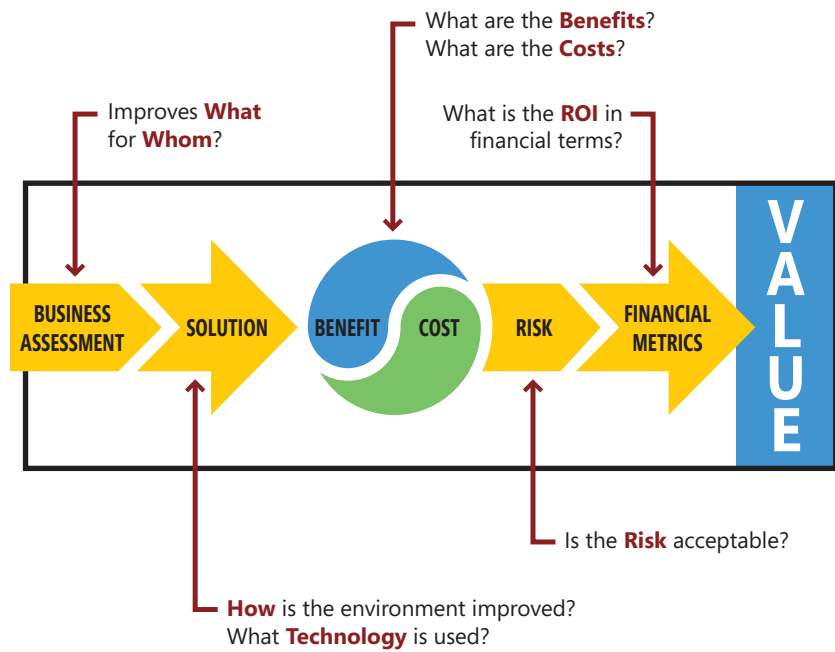 What are the Benefits?
What are the Costs?
Improves What
for Whom?
What is the ROI in
financial terms?
BUSINESS
ASSESSMENT
SOLUTION
BENEFIT
COST
RISK
FINANCIAL
METRICS
VALUE
Is the Risk acceptable?
How is the environment improved?
What Technology is used?